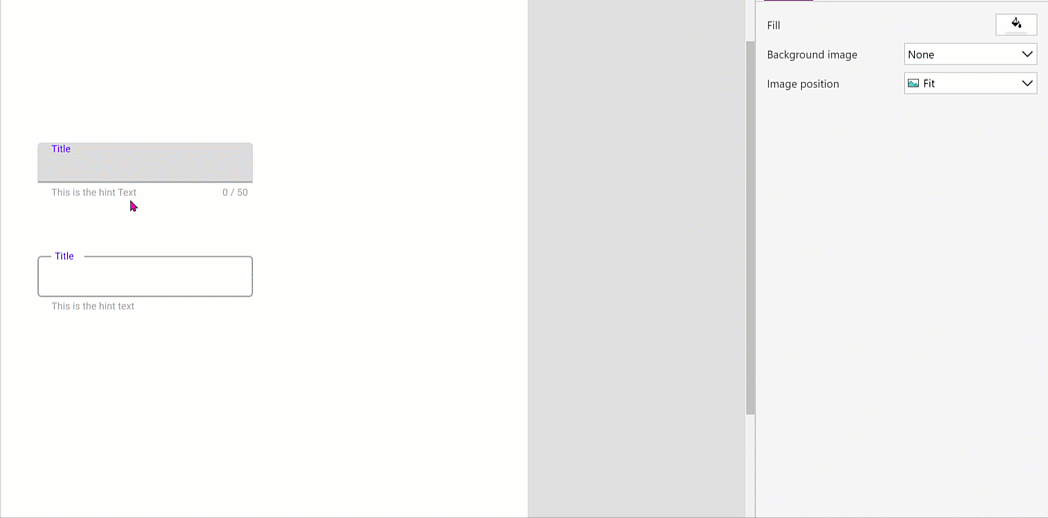 Fill
Background image
None
Image position
Fit
Title
This is the hint Text
0 / 50
Title
This is the hint text